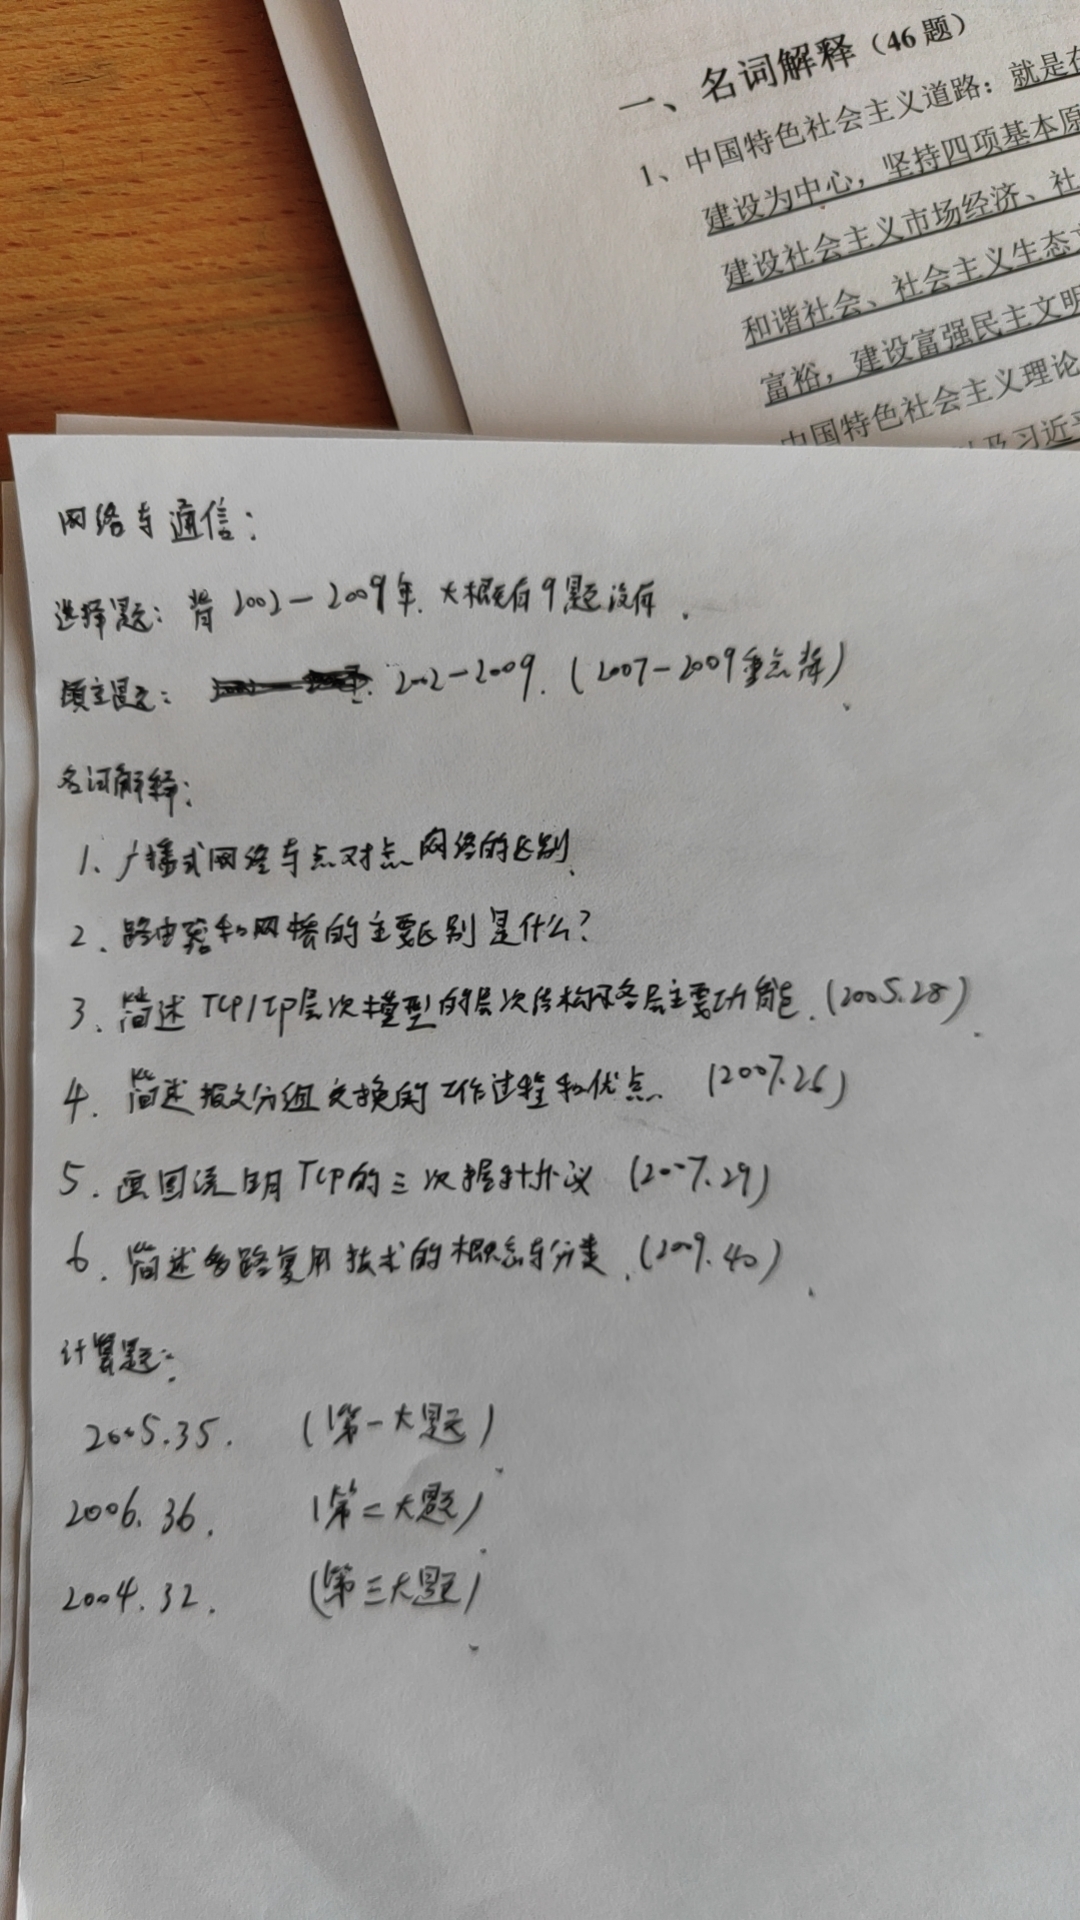 一、名词解释（46题）
1、中国特色社会主义道路：就是在
建设为中心，坚持四项基本原
建设社会主义市场经济、社
和谐社会、社会主义生态文
富裕，建设富强民主文明
中国特色社会主义理论
及习近平
网络与通信：
选择题：背2002－2009年.大概有9题没有.
填空题： 2002－2009.（2007－2009重点背）
名词解释：
1、广播式网络与点对点网络的区别.
2、路由器和网桥的主要区别是什么？
3、简述TCP/IP层次模型的层次结构及各层主要功能.（2005.28）
4、简述报文分组交换的工作过程和优点.（2007.26）
5、画图说明TCP的三次握手协议（2007.29）
6、简述多路复用技术的概念与分类.（2009.40）
计算题：
2005.35.（第一大题）
2006.36.（第二大题）
2004.32.（第三大题）